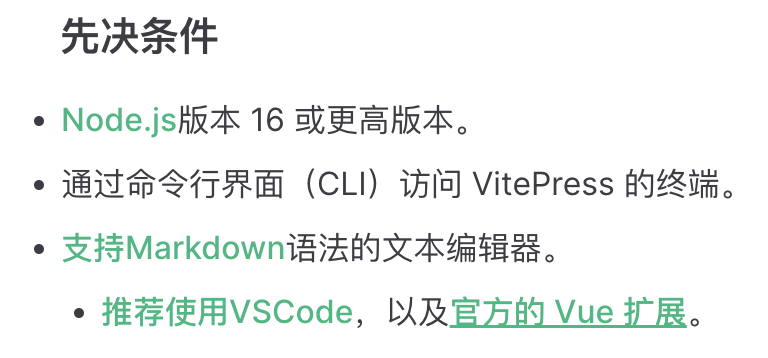 先决条件
Node.js版本 16 或更高版本。
通过命令行界面（CLI）访问 VitePress 的终端。
支持Markdown语法的文本编辑器。
推荐使用VSCode，以及官方的 Vue 扩展。